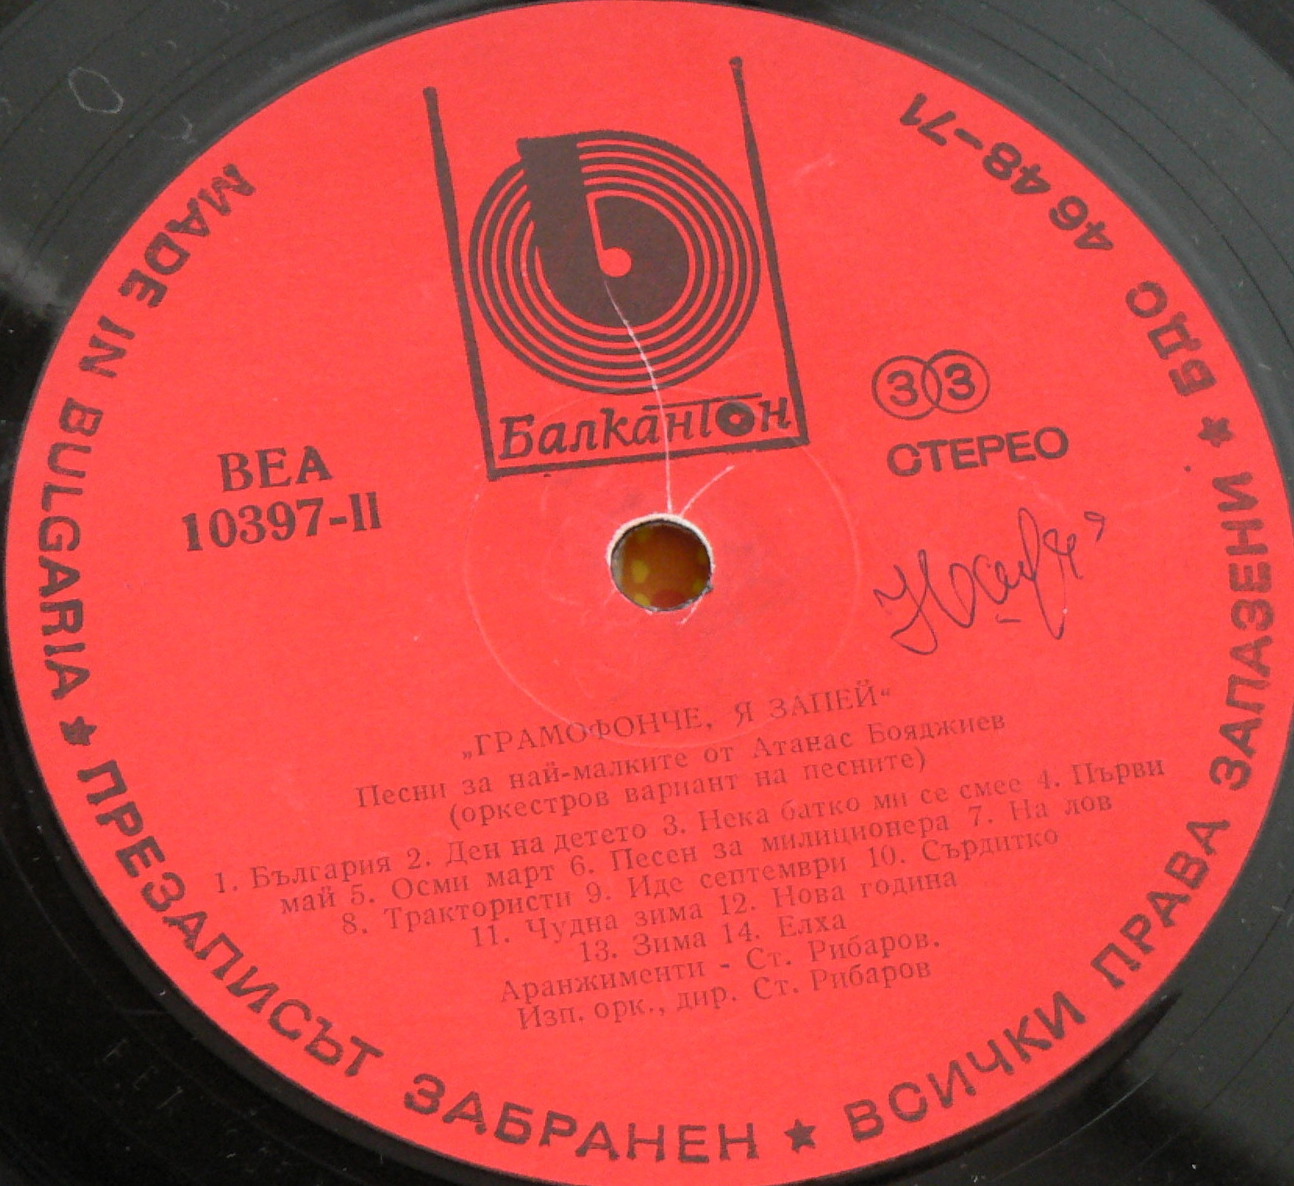 MADE IN BULGARIA ★ ПРЕЗАПИСЪТ ЗАБРАНЕН ★ ВСИЧКИ ПРАВА ЗАПАЗЕНИ ★ БДС 46 48-71
Балкантон
33
СТЕРЕО
ВЕА
10397-II
„ГРАМОФОНЧЕ, Я ЗАПЕЙ“
Песни за най-малките от Атанас Бояджиев
(оркестров вариант на песните)
1. България 2. Ден на детето 3. Нека батко ми се смее 4. Първи
май 5. Осми март 6. Песен за милиционера 7. На лов
8. Трактористи 9. Иде септември 10. Сърдитко
11. Чудна зима 12. Нова година
13. Зима 14. Елха
Аранжименти - Ст. Рибаров.
Изп. орк., дир. Ст. Рибаров